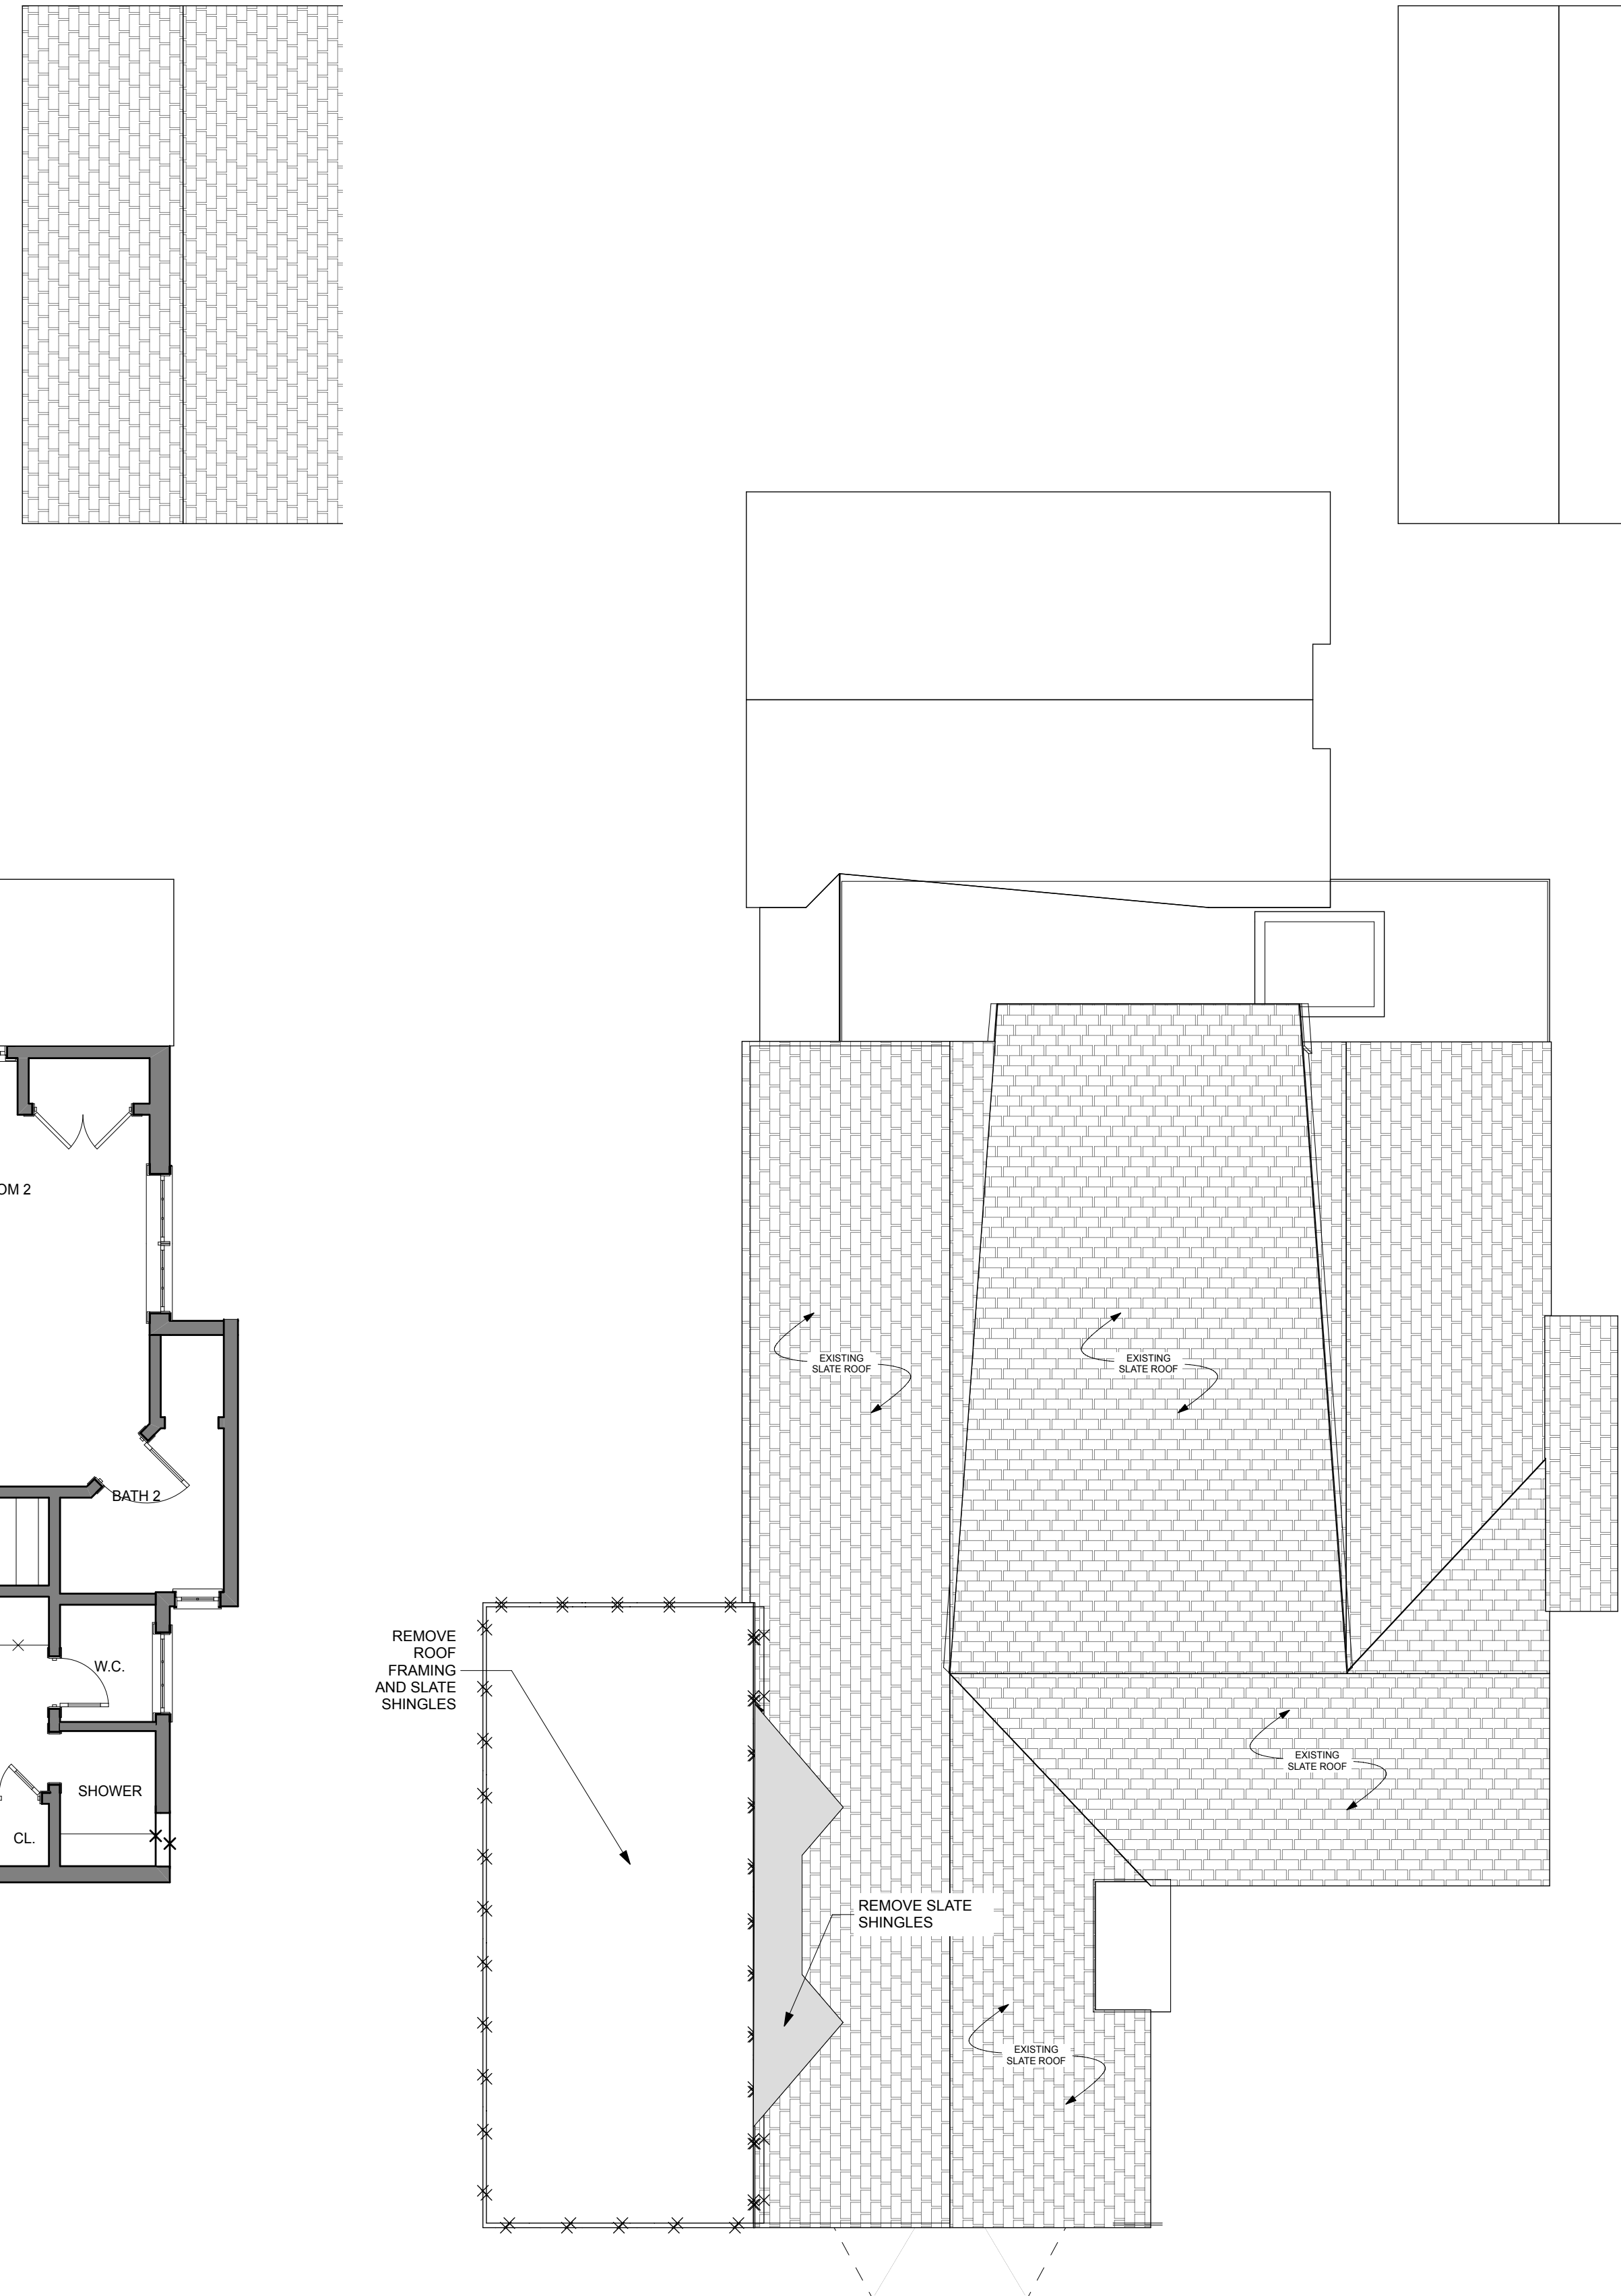 OM 2
BATH 2
W.C.
SHOWER
CL.
EXISTING
SLATE ROOF
EXISTING
SLATE ROOF
REMOVE
ROOF
FRAMING
AND SLATE
SHINGLES
EXISTING
SLATE ROOF
REMOVE SLATE
SHINGLES
EXISTING
SLATE ROOF